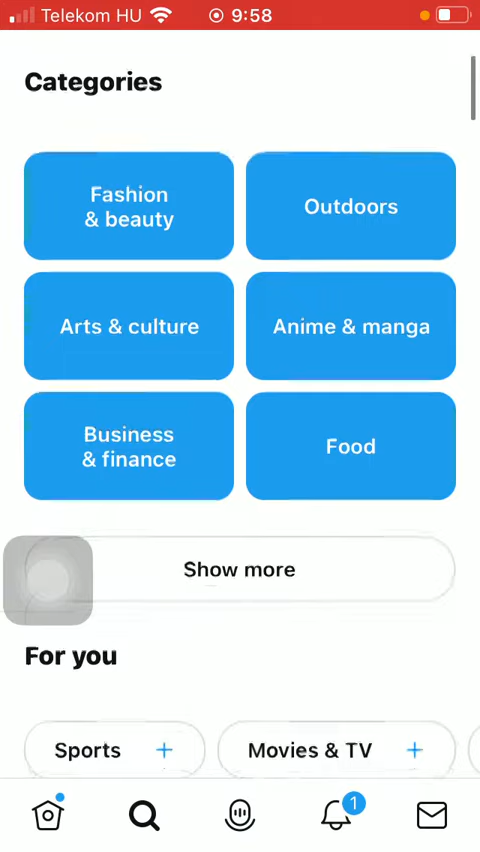 Telekom HU 9:58
Categories
Fashion
& beauty
Outdoors
Arts & culture
Anime & manga
Business
& finance
Food
Show more
For you
Sports +
Movies & TV +
1